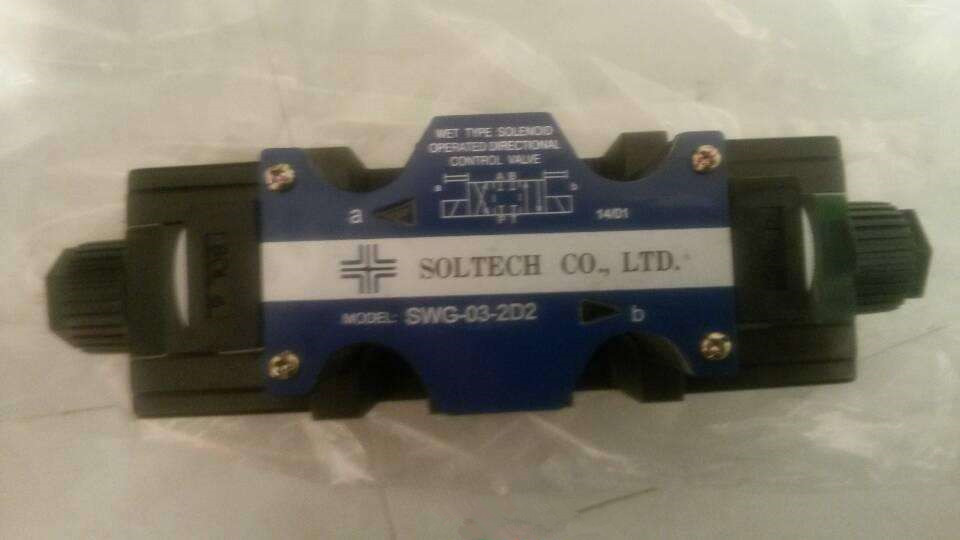 WET TYPE SOLENOID
OPERATED DIRECTIONAL
CONTROL VALVE
A B
a b
a
14/01
SOLTECH CO., LTD.
MODEL: SWG-03-2D2
b